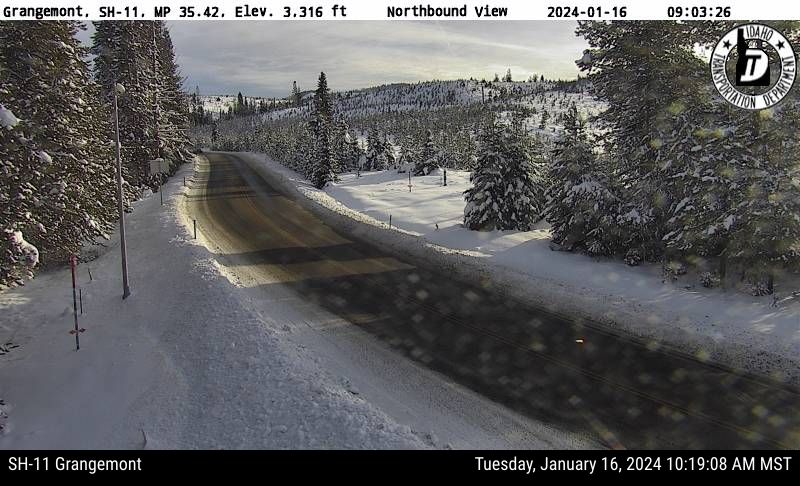 Grangemont, SH-11, MP 35.42, Elev. 3,316 ft Northbound View 2024-01-16 09:03:26
IDAHO
TRANSPORTATION DEPARTMENT
SH-11 Grangemont Tuesday, January 16, 2024 10:19:08 AM MST